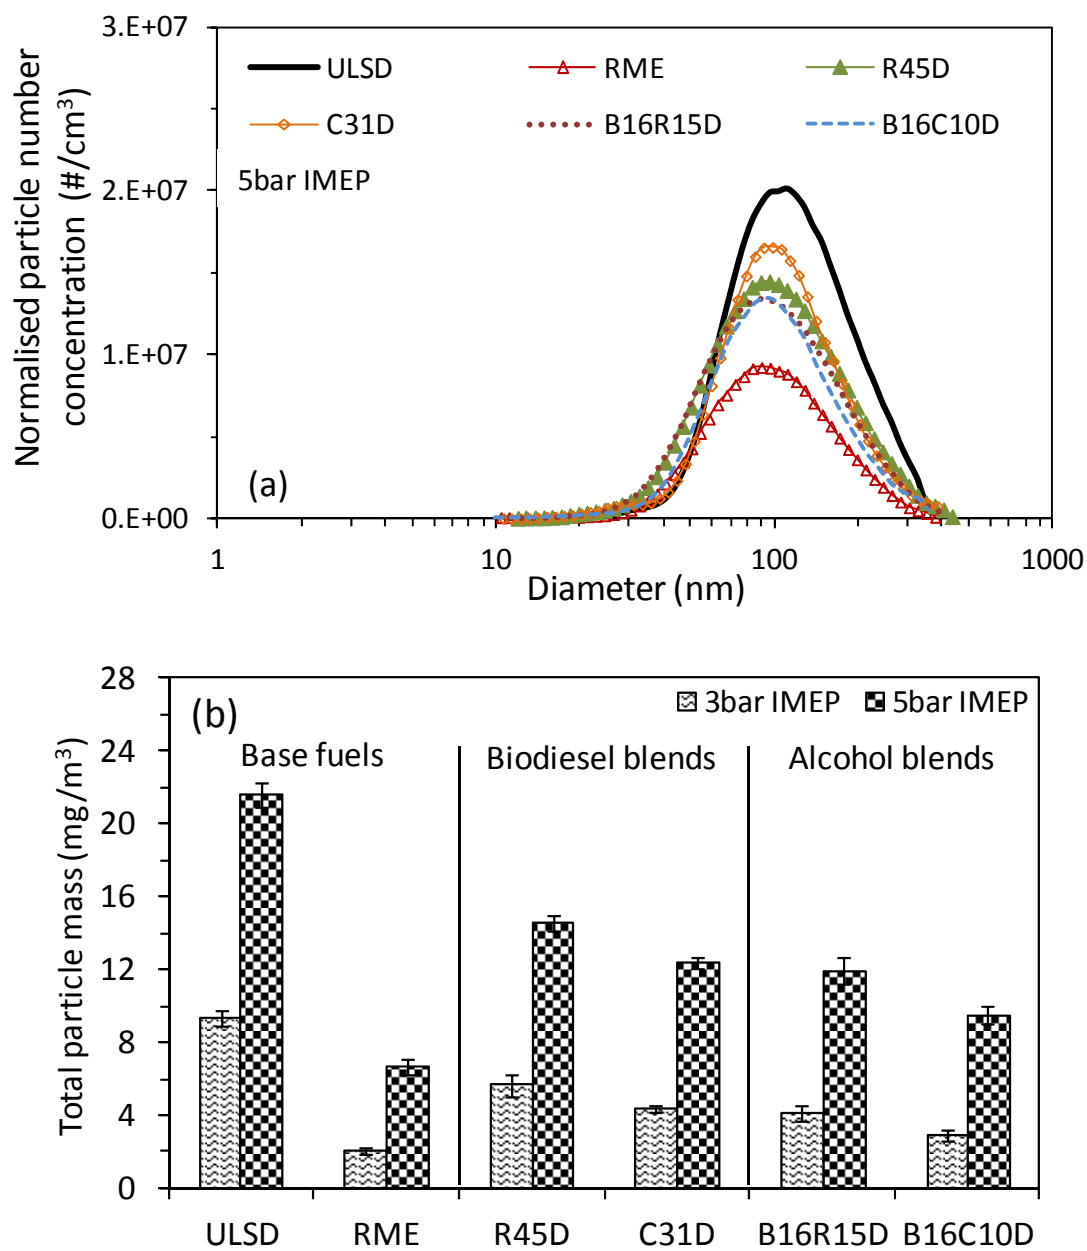 Normalised particle number
concentration (#/cm³)
3.E+07
2.E+07
1.E+07
0.E+00
ULSD
RME
R45D
C31D
B16R15D
B16C10D
5bar IMEP
(a)
1
10
100
1000
Diameter (nm)
Total particle mass (mg/m³)
28
24
20
16
12
8
4
0
(b)
3bar IMEP
5bar IMEP
Base fuels
Biodiesel blends
Alcohol blends
ULSD
RME
R45D
C31D
B16R15D
B16C10D